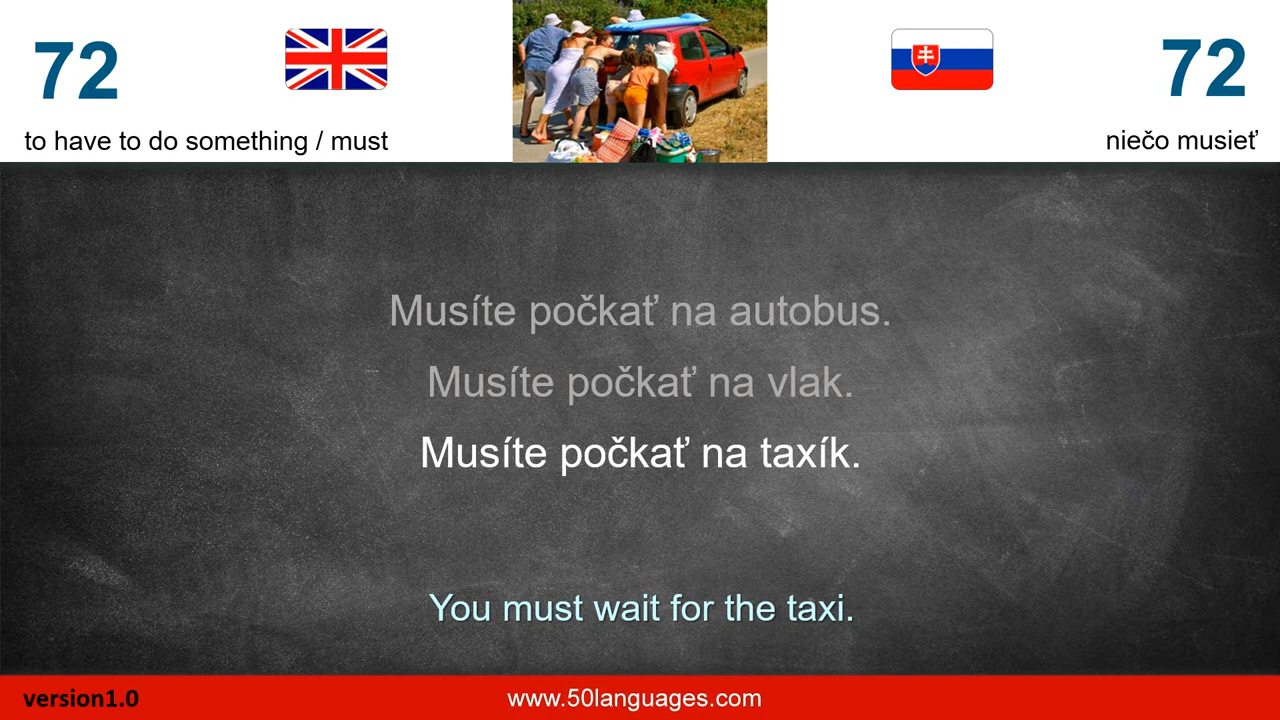 72
72
to have to do something / must
niečo musieť
Musíte počkať na autobus.
Musíte počkať na vlak.
Musíte počkať na taxík.
You must wait for the taxi.
version1.0
www.50languages.com